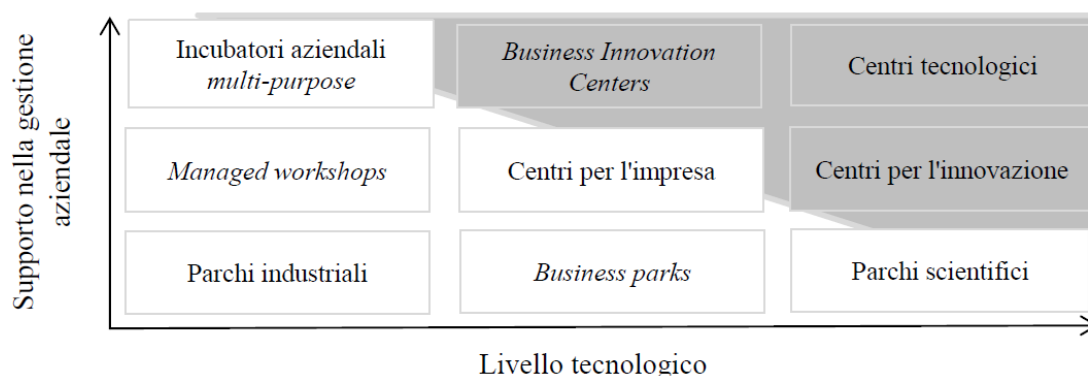 Supporto nella gestione
aziendale
Incubatori aziendali
multi-purpose
Business Innovation
Centers
Centri tecnologici
Managed workshops
Centri per l'impresa
Centri per l'innovazione
Parchi industriali
Business parks
Parchi scientifici
Livello tecnologico